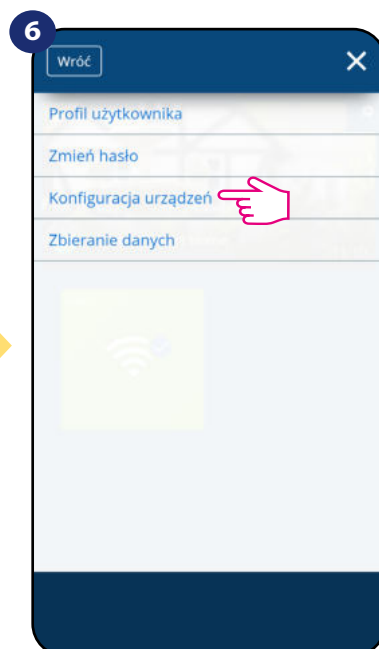 6
Wróć
Profil użytkownika
Zmień hasło
Konfiguracja urządzeń
Zbieranie danych